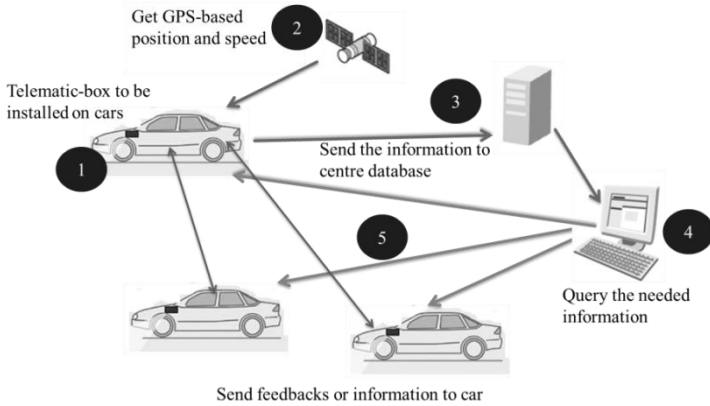 Get GPS-based
position and speed
2
Telematic-box to be
installed on cars
3
Send the information to
centre database
1
5
4
Query the needed
information
Send feedbacks or information to car